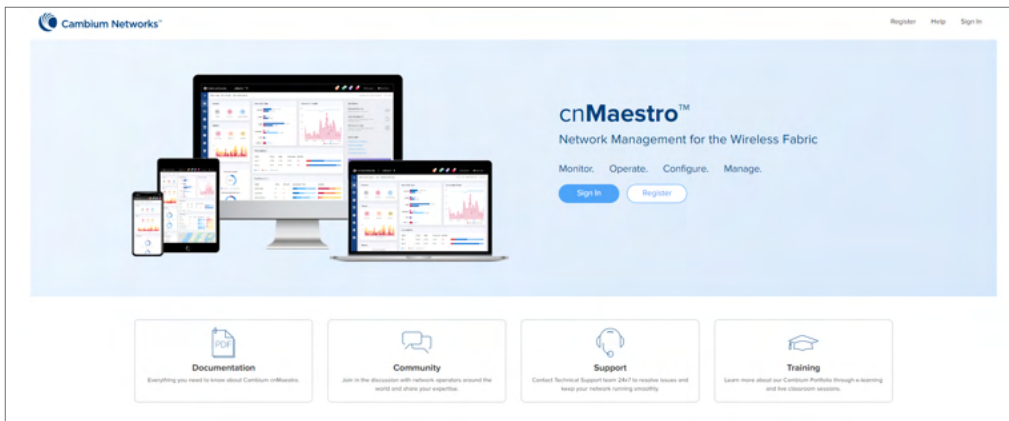 Cambium Networks™
Register Help Sign In
cnMaestro™
Network Management for the Wireless Fabric
Monitor. Operate. Configure. Manage.
Sign In Register
PDF
Documentation
Everything you need to know about Cambium cnMaestro
Community
Join in the discussion with network operators around the
world and share your expertise.
Support
Contact Technical Support team 24x7 to resolve issues and
keep your network running smoothly.
Training
Learn more about our Cambium Portfolio through e-learning
and live classroom sessions.